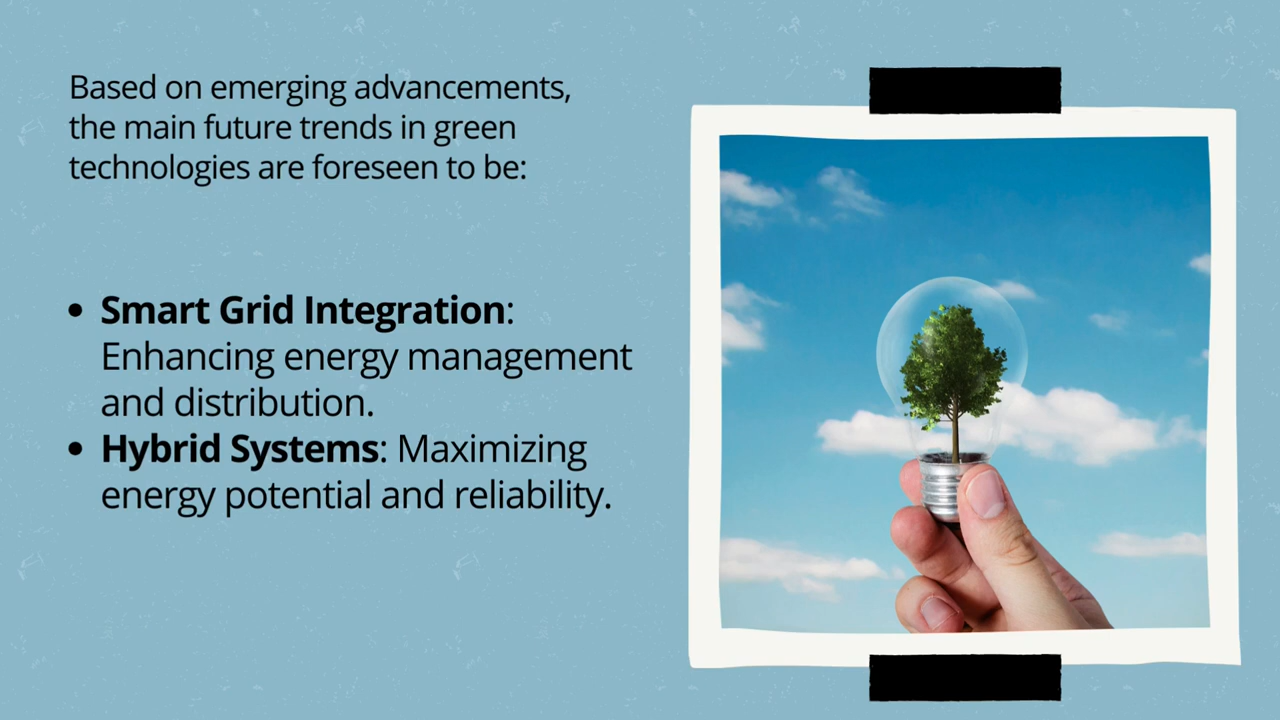 Based on emerging advancements,
the main future trends in green
technologies are foreseen to be:
• Smart Grid Integration:
Enhancing energy management
and distribution.
• Hybrid Systems: Maximizing
energy potential and reliability.